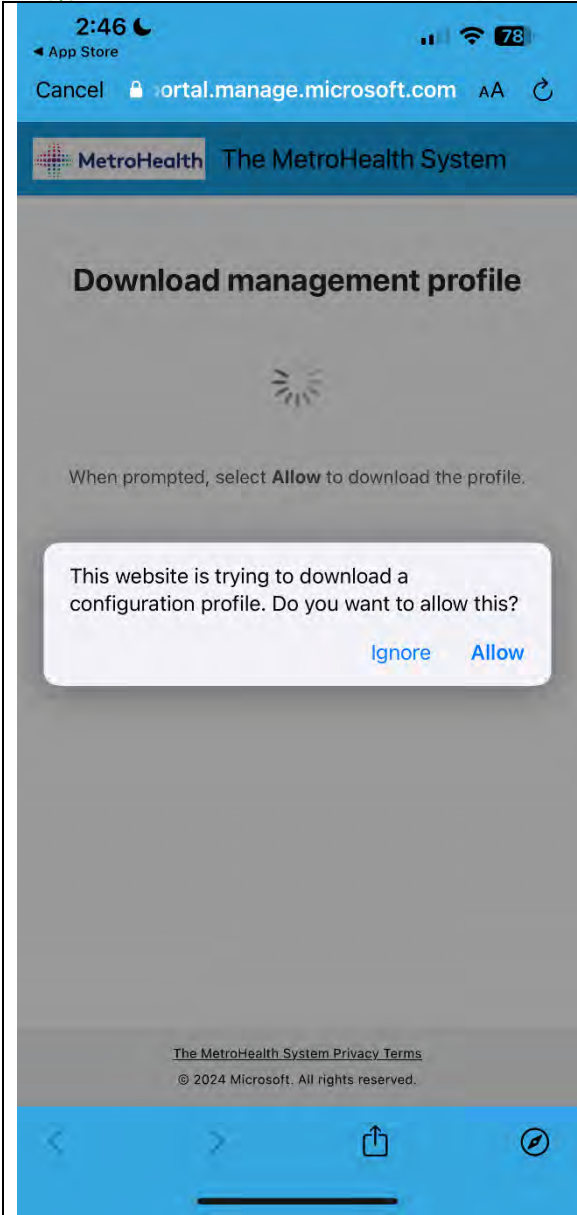 2:46
◀ App Store
78
Cancel ortal.manage.microsoft.com AA
MetroHealth The MetroHealth System
Download management profile
When prompted, select Allow to download the profile.
This website is trying to download a
configuration profile. Do you want to allow this?
Ignore Allow
The MetroHealth System Privacy Terms
© 2024 Microsoft. All rights reserved.